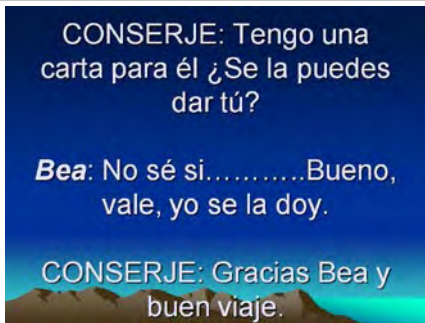 CONSERJE: Tengo una
carta para él ¿Se la puedes
dar tú?
Bea: No sé si………..Bueno,
vale, yo se la doy.
CONSERJE: Gracias Bea y
buen viaje.